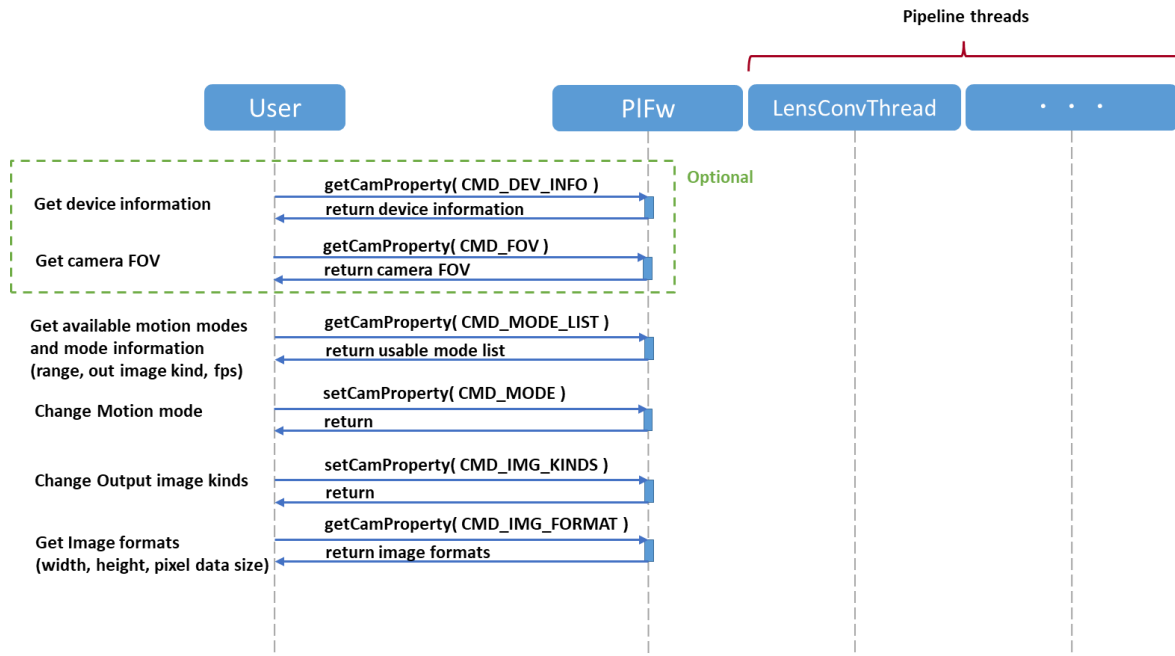 Pipeline threads
User
PlFw
LensConvThread
· · ·
Optional
Get device information
getCamProperty( CMD_DEV_INFO )
return device information
Get camera FOV
getCamProperty( CMD_FOV )
return camera FOV
Get available motion modes
and mode information
(range, out image kind, fps)
getCamProperty( CMD_MODE_LIST )
return usable mode list
Change Motion mode
setCamProperty( CMD_MODE )
return
Change Output image kinds
setCamProperty( CMD_IMG_KINDS )
return
Get Image formats
(width, height, pixel data size)
getCamProperty( CMD_IMG_FORMAT )
return image formats